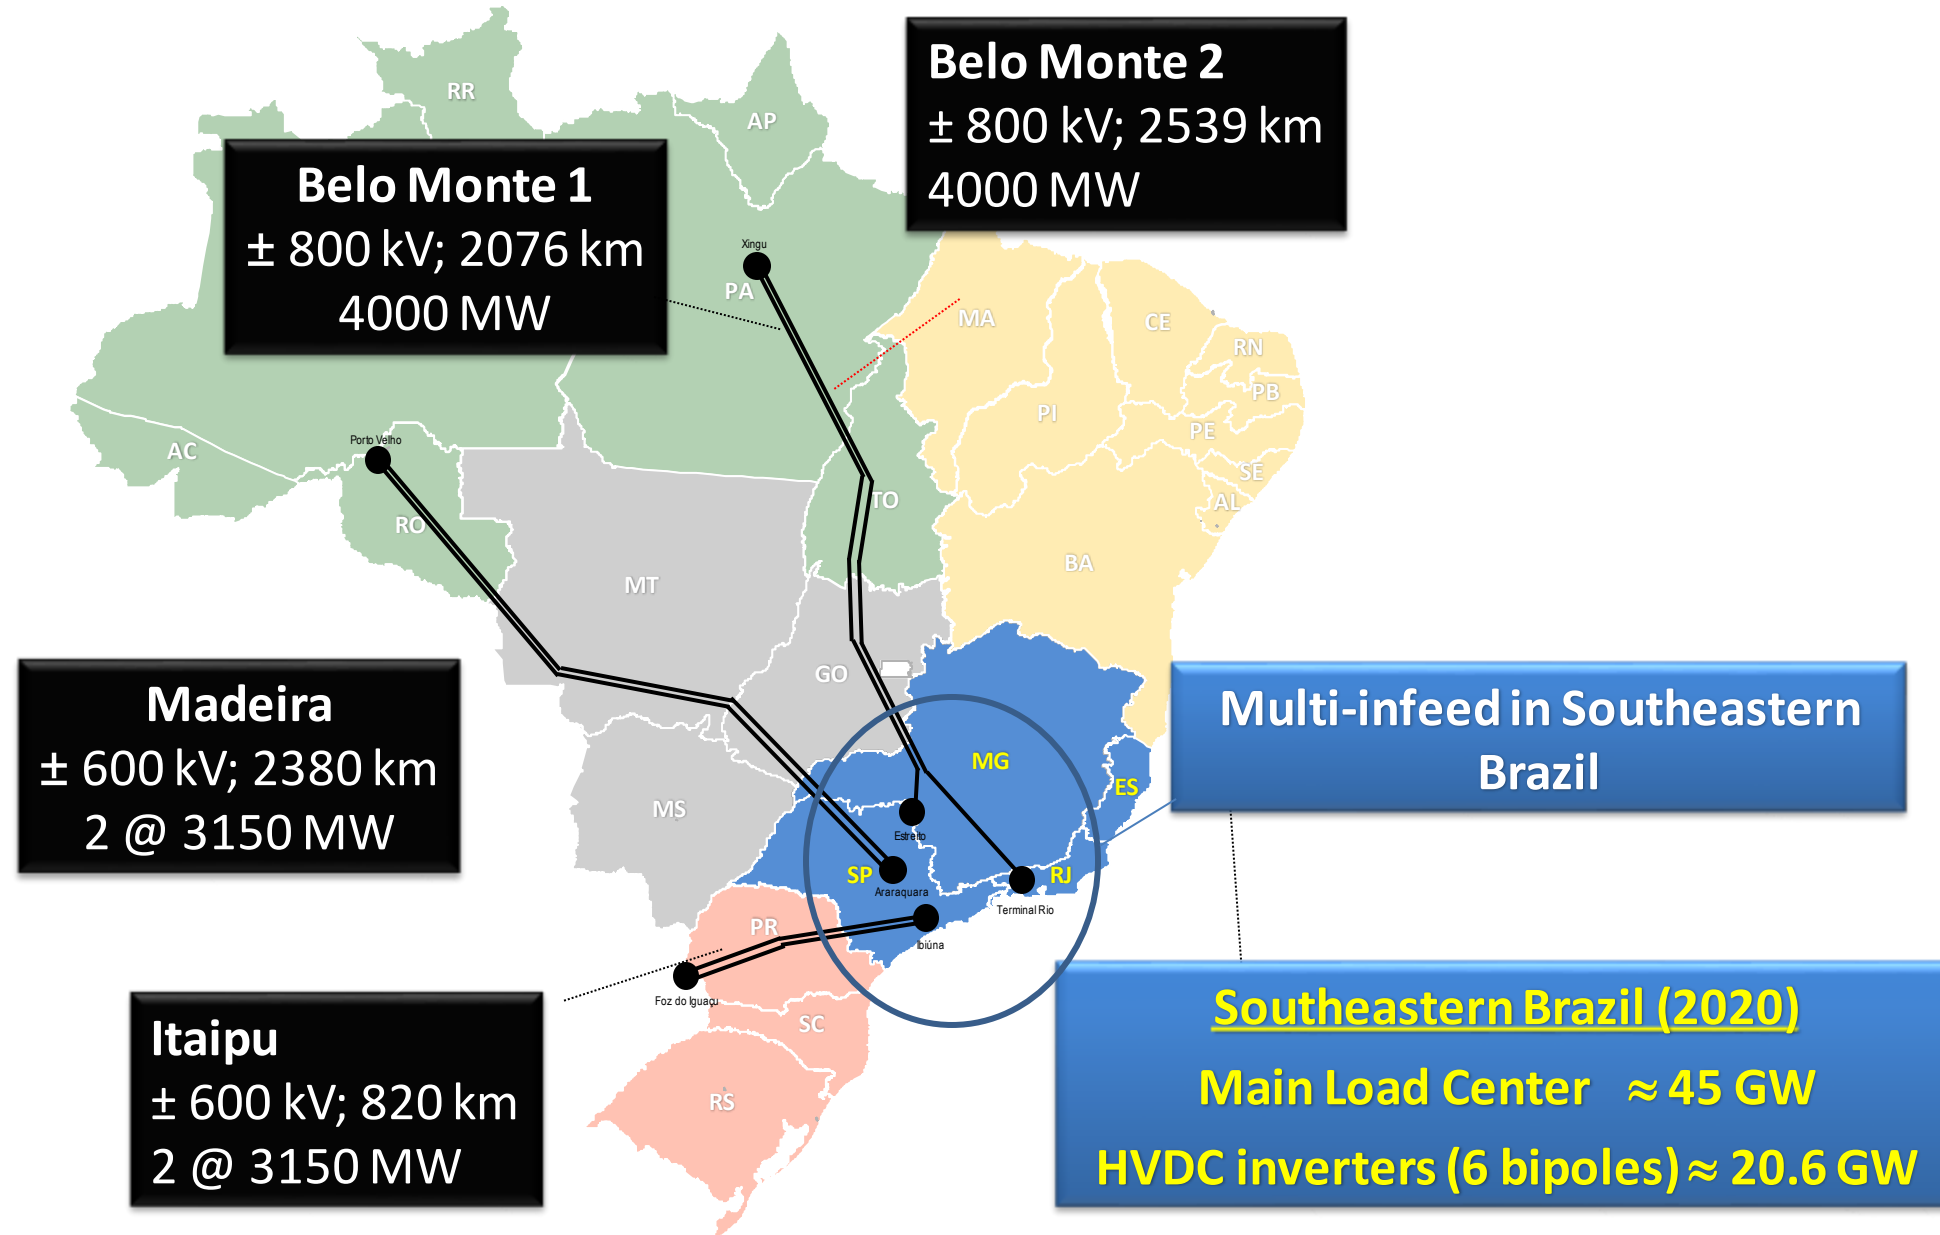 Belo Monte 2
± 800 kV; 2539 km
4000 MW
Belo Monte 1
± 800 kV; 2076 km
4000 MW
RR
AP
Xingu
PA
MA
CE
RN
PB
PI
PE
SE
AL
AC
Porto Velho
RO
TO
BA
MT
GO
Madeira
± 600 kV; 2380 km
2 @ 3150 MW
Multi-infeed in Southeastern
Brazil
MG
ES
MS
Estreito
SP
Araraquara
RJ
Terminal Rio
PR
Ibiúna
Foz do Iguaçu
SC
RS
Itaipu
± 600 kV; 820 km
2 @ 3150 MW
Southeastern Brazil (2020)
Main Load Center ≈ 45 GW
HVDC inverters (6 bipoles) ≈ 20.6 GW